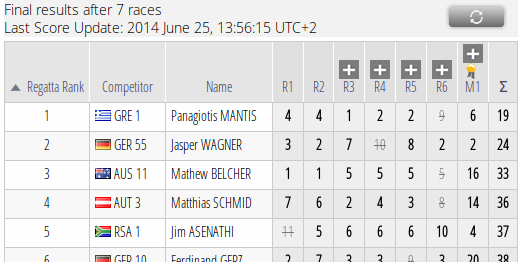 Final results after 7 races
Last Score Update: 2014 June 25, 13:56:15 UTC+2
Regatta Rank Competitor Name R1 R2 R3 R4 R5 R6 M1 Σ
1 GRE 1 Panagiotis MANTIS 4 4 1 2 2 9 6 19
2 GER 55 Jasper WAGNER 3 2 7 10 8 2 2 24
3 AUS 11 Mathew BELCHER 1 1 5 5 5 5 16 33
4 AUT 3 Matthias SCHMID 7 6 2 4 3 8 14 36
5 RSA 1 Jim ASENATHI 11 5 6 6 6 10 4 37
6 GER 10 Ferdinand GERZ 2 7 3 3 9 3 20 38